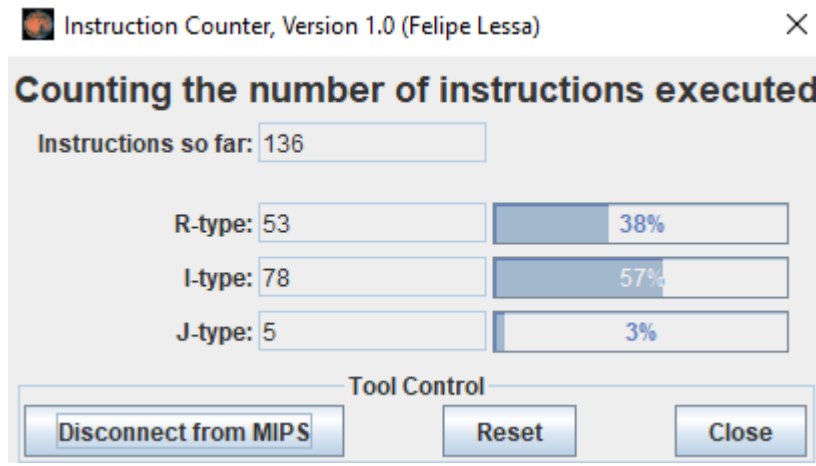 Instruction Counter, Version 1.0 (Felipe Lessa)
Counting the number of instructions executed
Instructions so far: 136
R-type: 53 38%
I-type: 78 57%
J-type: 5 3%
Tool Control
Disconnect from MIPS Reset Close